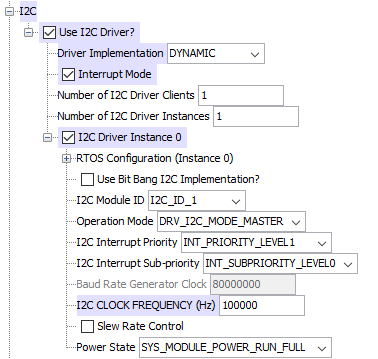 I2C
Use I2C Driver?
Driver Implementation DYNAMIC
Interrupt Mode
Number of I2C Driver Clients 1
Number of I2C Driver Instances 1
I2C Driver Instance 0
RTOS Configuration (Instance 0)
Use Bit Bang I2C Implementation?
I2C Module ID I2C_ID_1
Operation Mode DRV_I2C_MODE_MASTER
I2C Interrupt Priority INT_PRIORITY_LEVEL1
I2C Interrupt Sub-priority INT_SUBPRIORITY_LEVEL0
Baud Rate Generator Clock 80000000
I2C CLOCK FREQUENCY (Hz) 100000
Slew Rate Control
Power State SYS_MODULE_POWER_RUN_FULL